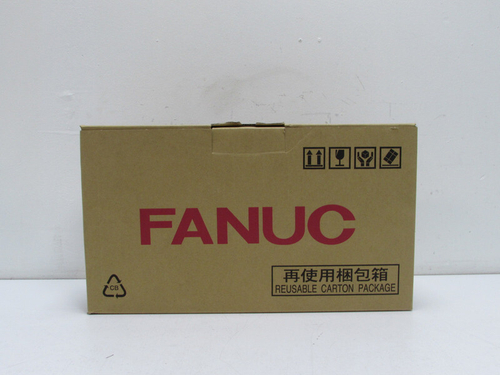 FANUC
再使用梱包箱
REUSABLE CARTON PACKAGE
CB